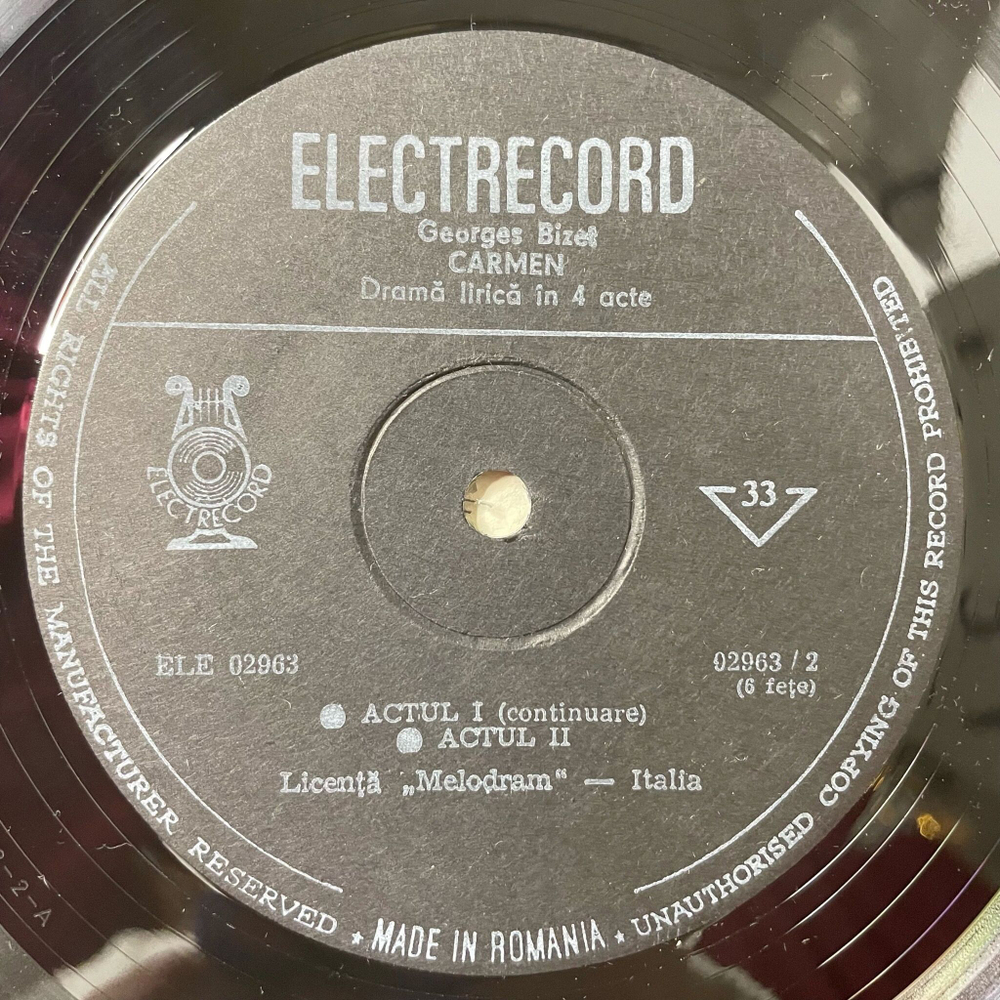 ELECTRECORD
Georges Bizet
CARMEN
Dramă lirică în 4 acte
ELECTRECORD
33
ELE 02963
02963 / 2
(6 fețe)
ACTUL I (continuare)
ACTUL II
Licență „Melodram“ — Italia
ALL RIGHTS OF THE MANUFACTURER RESERVED ★ MADE IN ROMANIA ★ UNAUTHORISED COPYING OF THIS RECORD PROHIBITED
-2-A